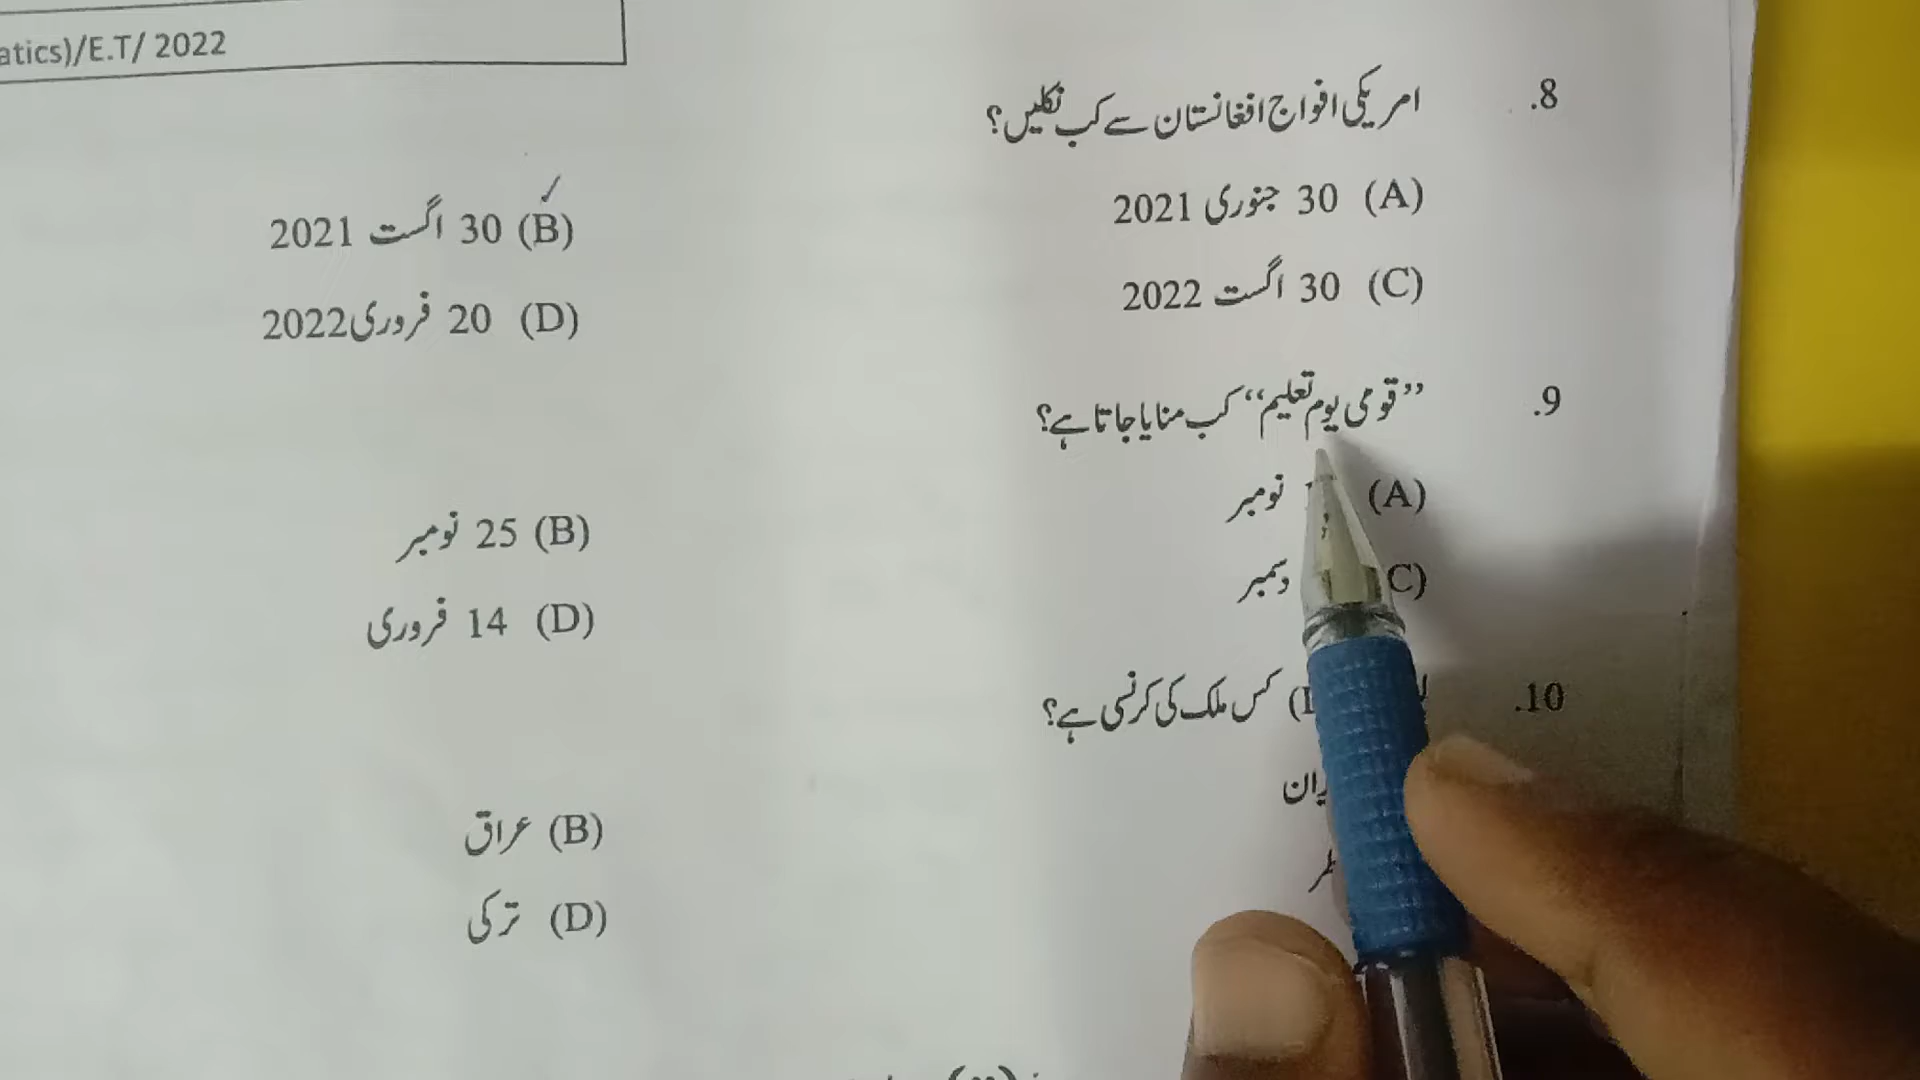 atics)/E.T/ 2022
8. امریکی افواج افغانستان سے کب نکلیں؟
(A) 30 جنوری 2021 (B) 30 اگست 2021
(C) 30 اگست 2022 (D) 20 فروری 2022
9. ”قومی یوم تعلیم“ کب منایا جاتا ہے؟
(A) نومبر (B) 25 نومبر
C) دسمبر (D) 14 فروری
10. کس ملک کی کرنسی ہے؟
(B) عراق
(D) ترکی